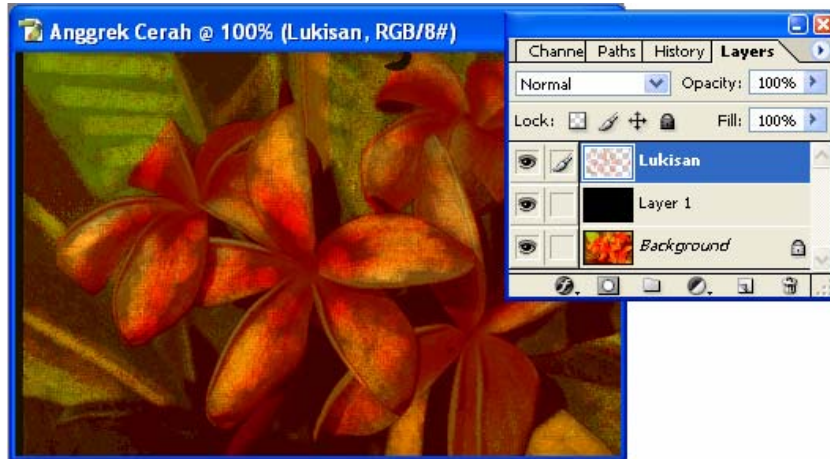 Anggrek Cerah @ 100% (Lukisan, RGB/8#)
Channe Paths History Layers
Normal Opacity: 100%
Lock: Fill: 100%
Lukisan
Layer 1
Background